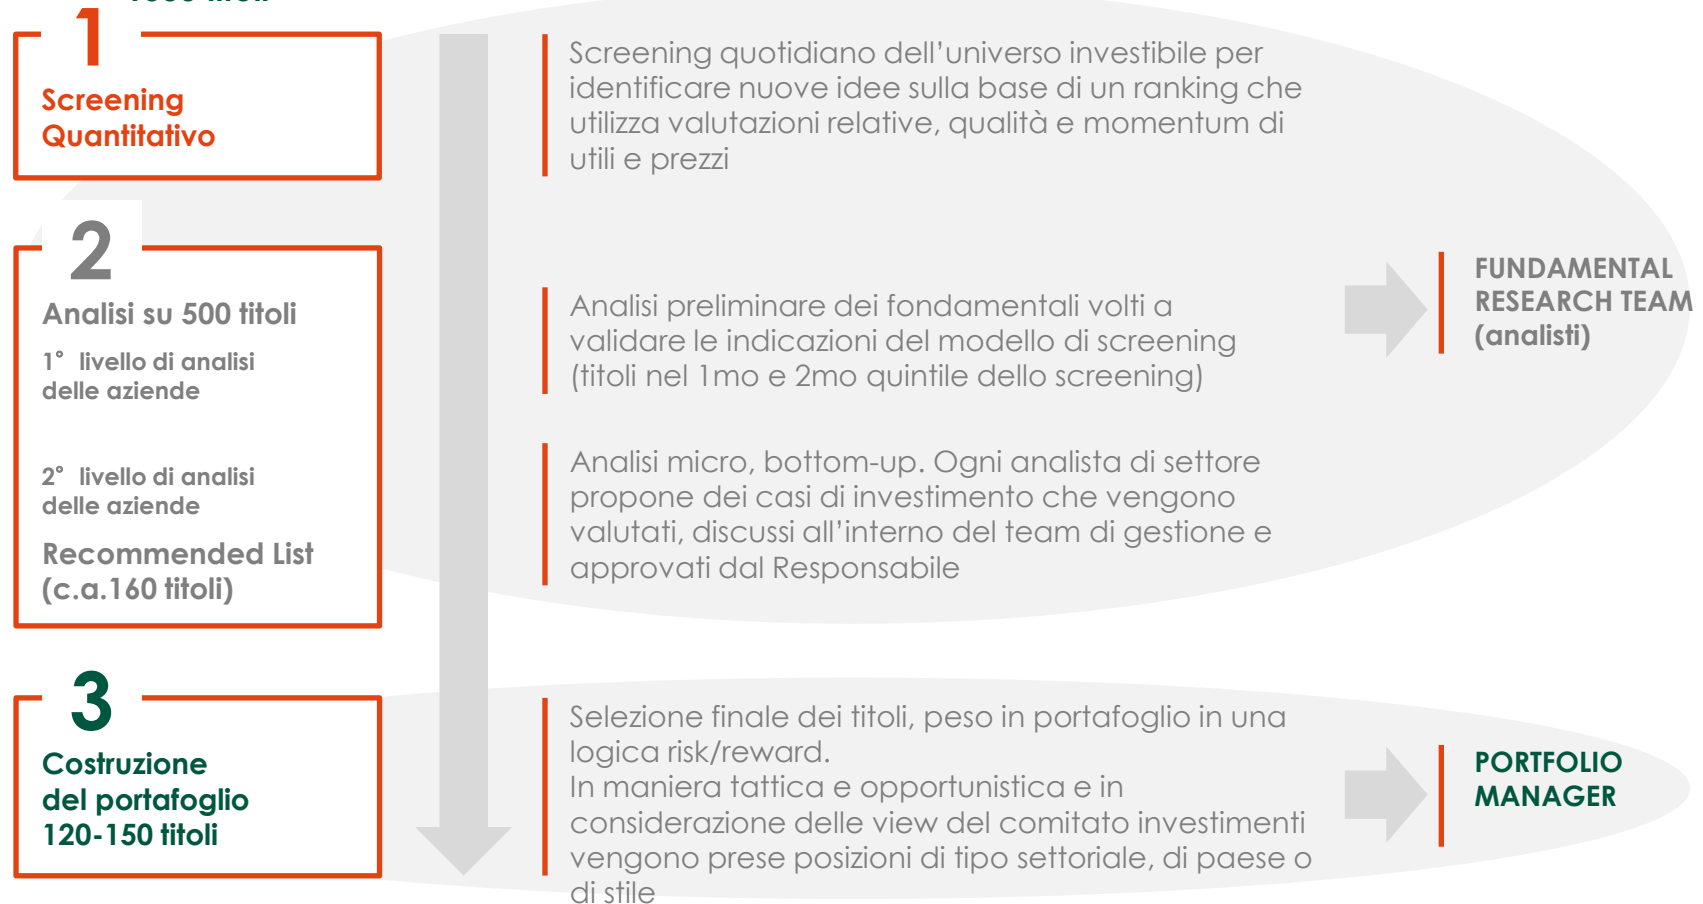 1
Screening
Quantitativo
Screening quotidiano dell’universo investibile per
identificare nuove idee sulla base di un ranking che
utilizza valutazioni relative, qualità e momentum di
utili e prezzi
2
Analisi su 500 titoli
1° livello di analisi
delle aziende
Analisi preliminare dei fondamentali volti a
validare le indicazioni del modello di screening
(titoli nel 1mo e 2mo quintile dello screening)
FUNDAMENTAL
RESEARCH TEAM
(analisti)
2° livello di analisi
delle aziende
Recommended List
(c.a.160 titoli)
Analisi micro, bottom-up. Ogni analista di settore
propone dei casi di investimento che vengono
valutati, discussi all’interno del team di gestione e
approvati dal Responsabile
3
Costruzione
del portafoglio
120-150 titoli
Selezione finale dei titoli, peso in portafoglio in una
logica risk/reward.
In maniera tattica e opportunistica e in
considerazione delle view del comitato investimenti
vengono prese posizioni di tipo settoriale, di paese o
di stile
PORTFOLIO
MANAGER